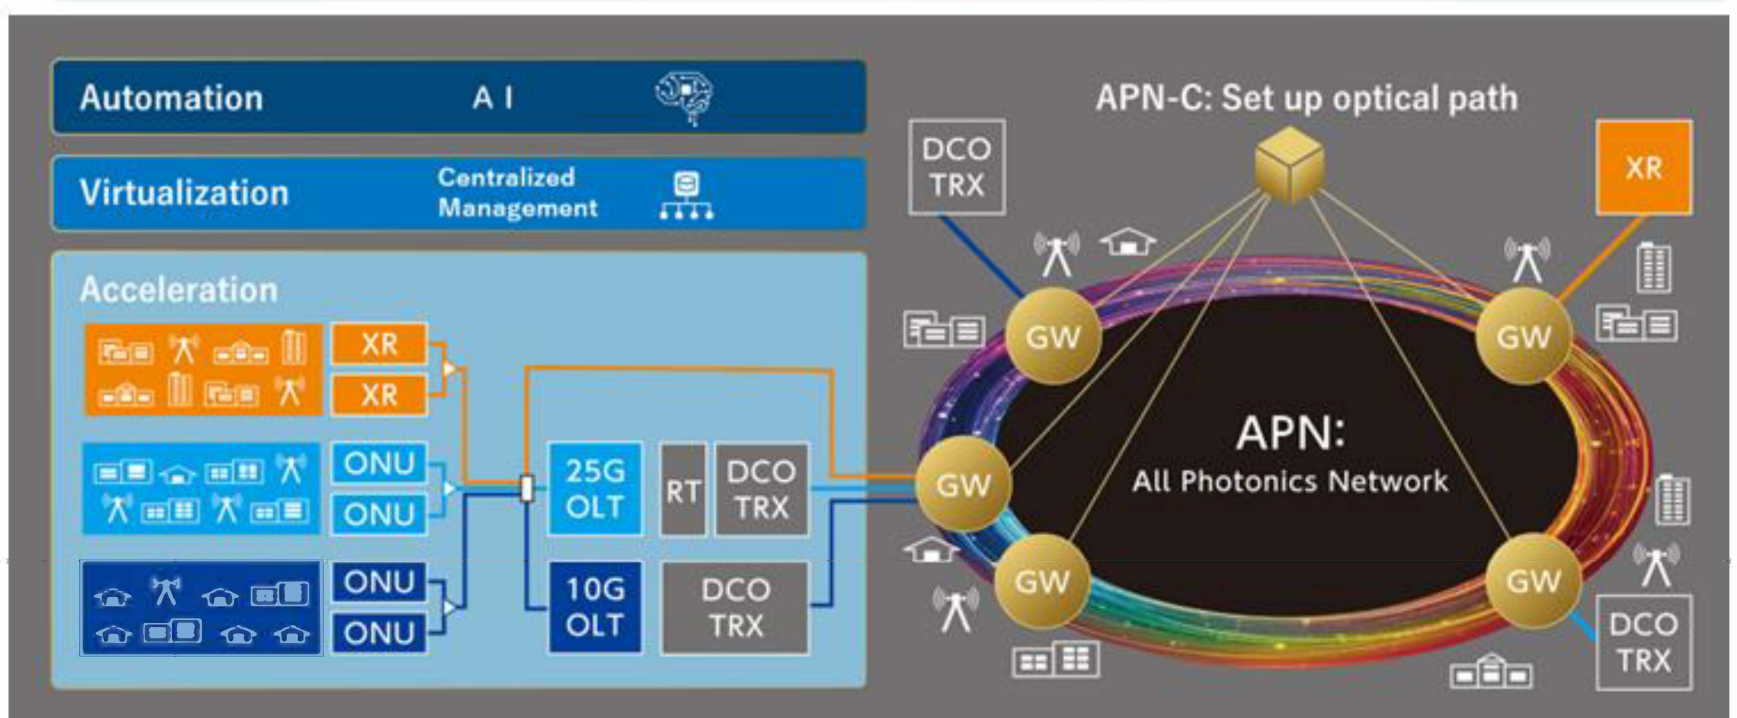 Automation
AI
Virtualization
Centralized
Management
Acceleration
XR
XR
ONU
ONU
ONU
ONU
25G
OLT
RT
DCO
TRX
10G
OLT
DCO
TRX
APN-C: Set up optical path
DCO
TRX
XR
GW
GW
GW
GW
GW
APN:
All Photonics Network
DCO
TRX